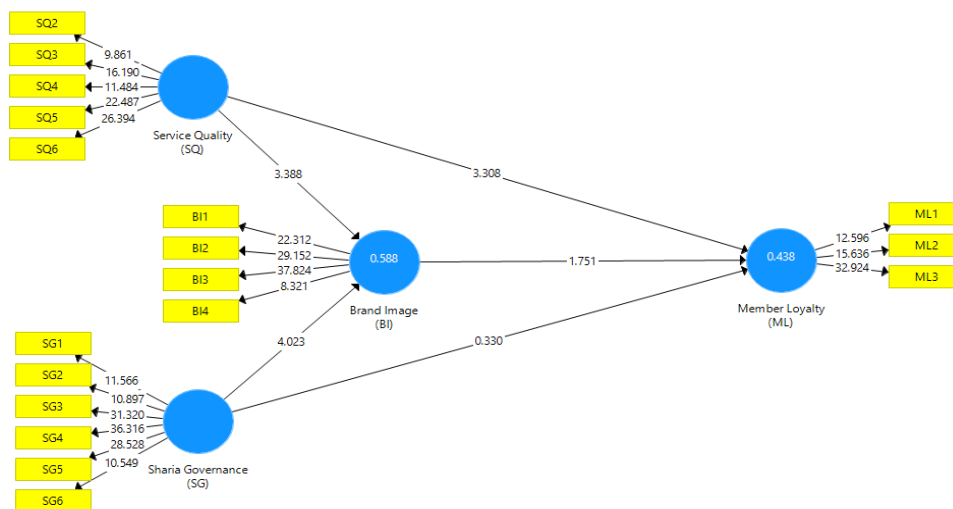 SQ2
SQ3
SQ4
SQ5
SQ6
9.861
16.190
11.484
22.487
26.394
Service Quality
(SQ)
3.388
3.308
BI1
BI2
BI3
BI4
22.312
29.152
37.824
8.321
0.588
Brand Image
(BI)
1.751
0.438
Member Loyalty
(ML)
12.596
15.636
32.924
ML1
ML2
ML3
4.023
0.330
SG1
SG2
SG3
SG4
SG5
SG6
11.566
10.897
31.320
36.316
28.528
10.549
Sharia Governance
(SG)